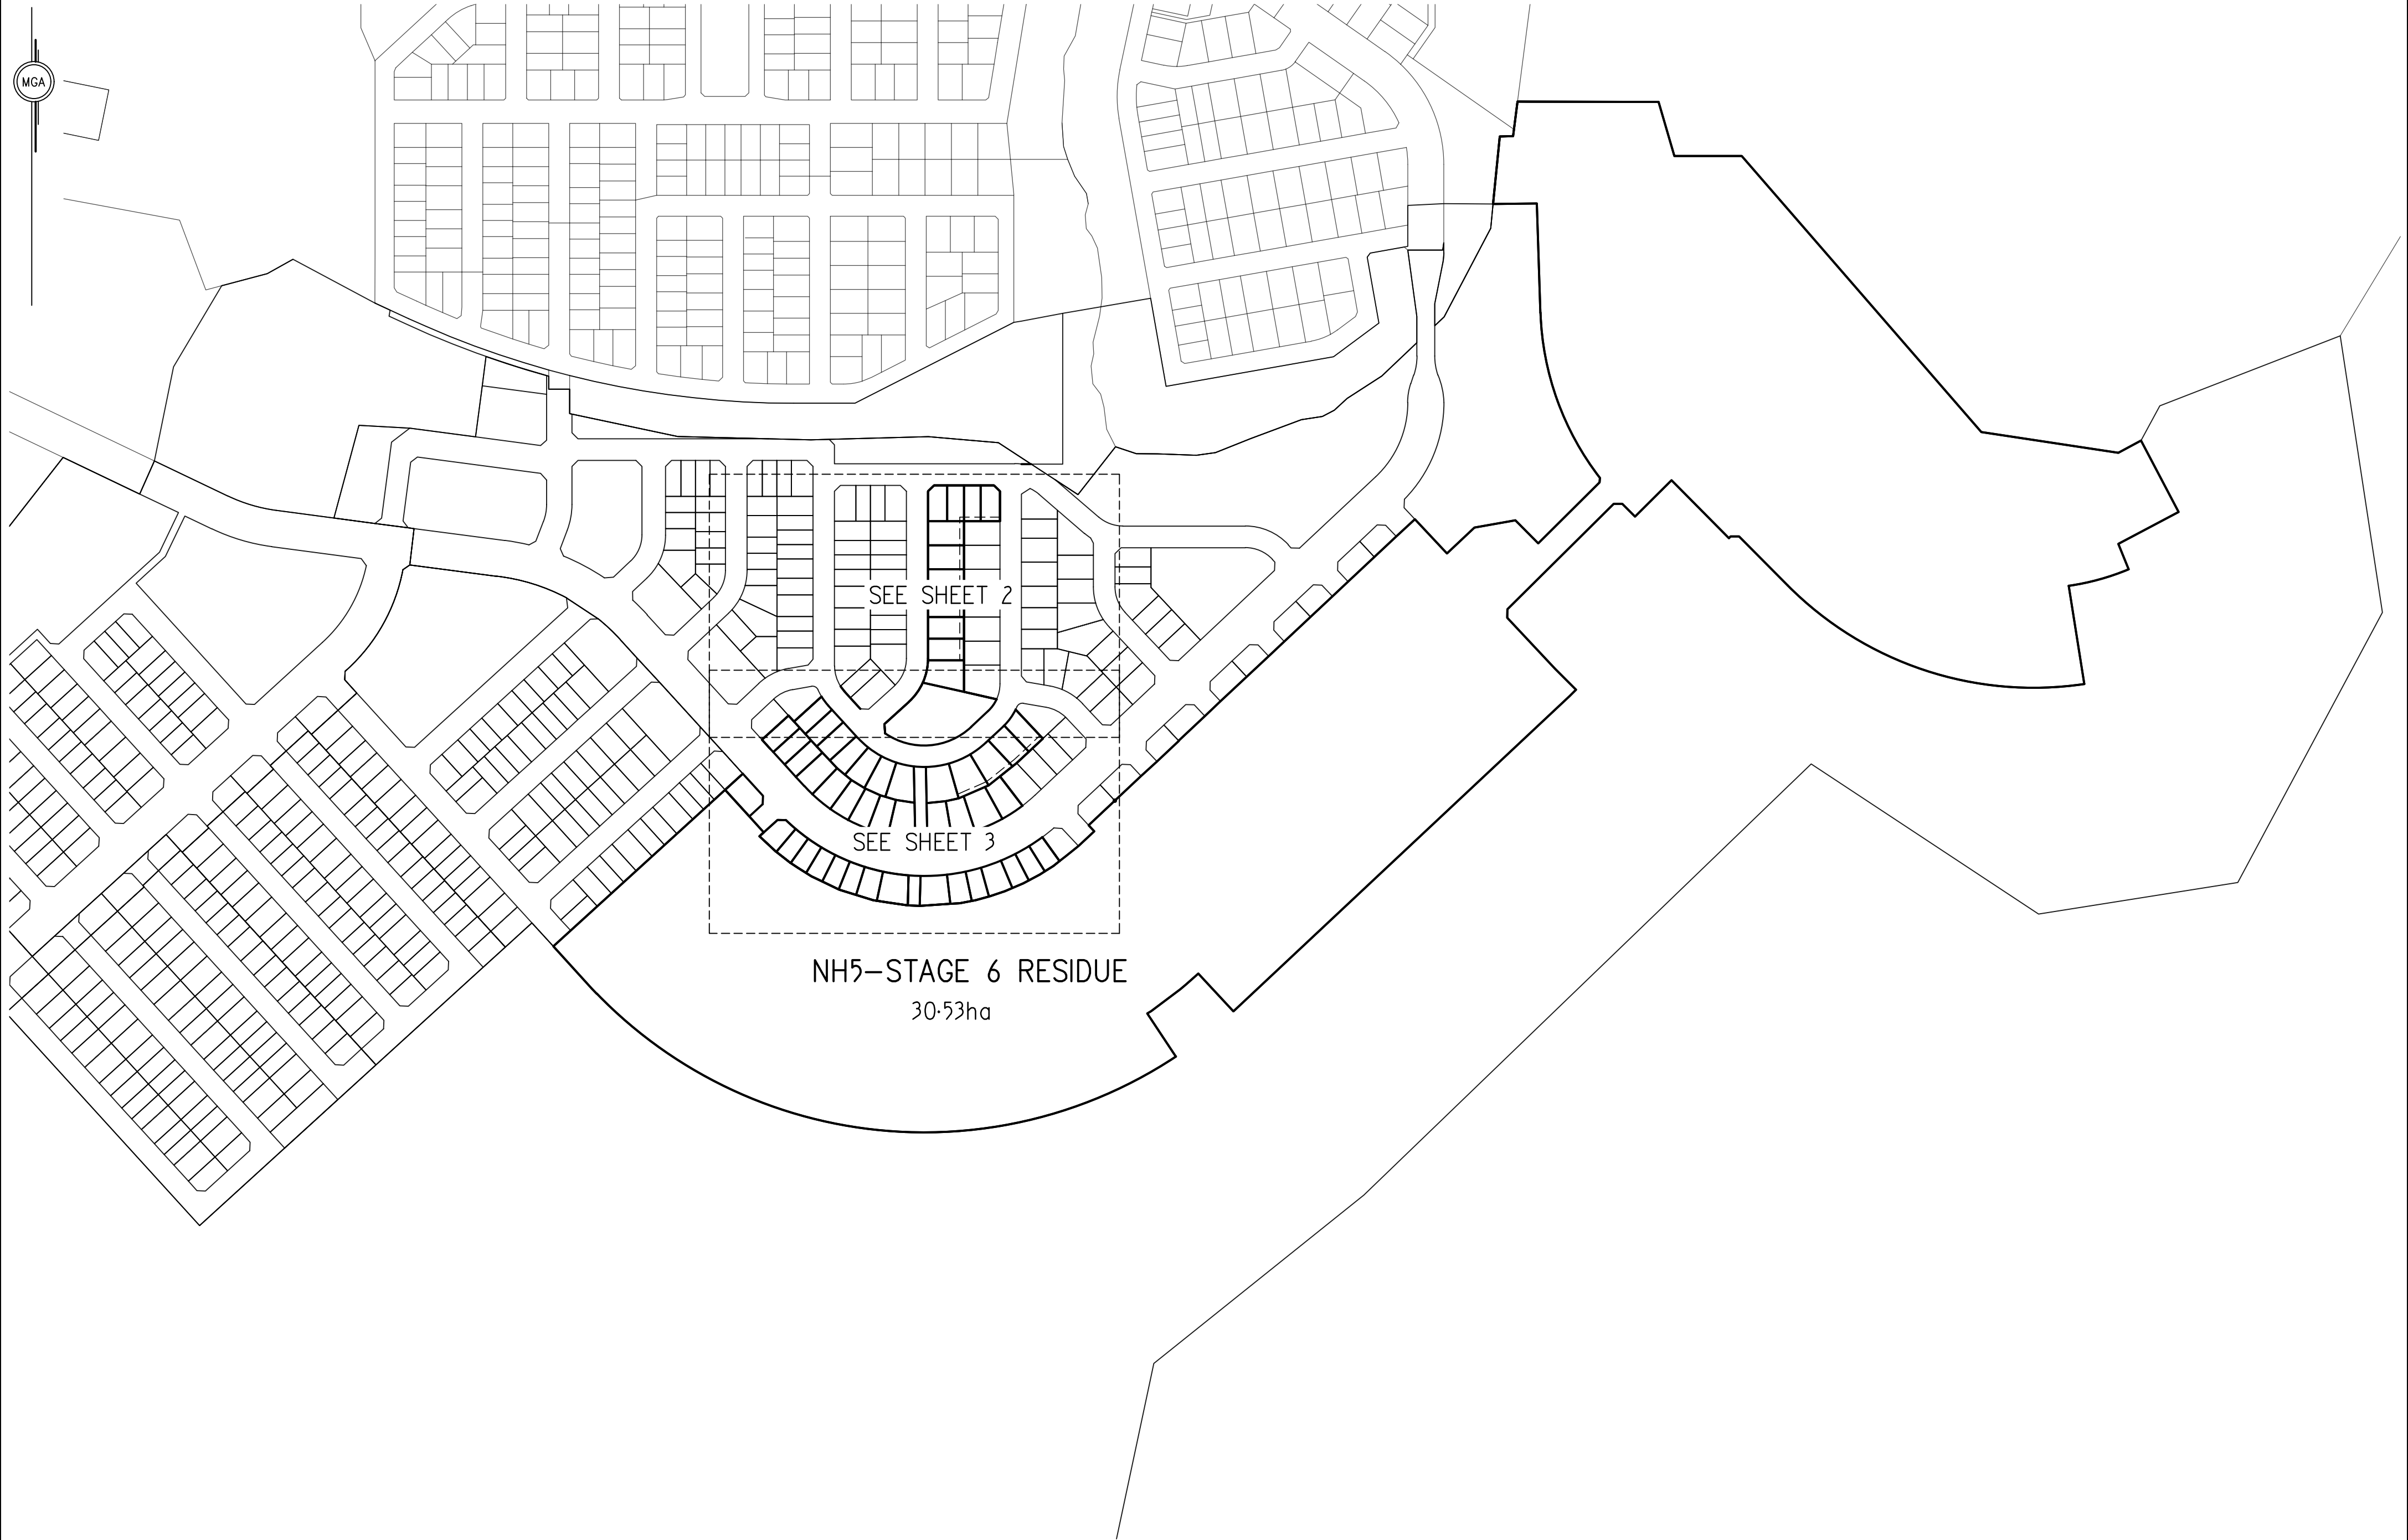 MGA
SEE SHEET 2
SEE SHEET 3
NH5-STAGE 6 RESIDUE
30·53ha